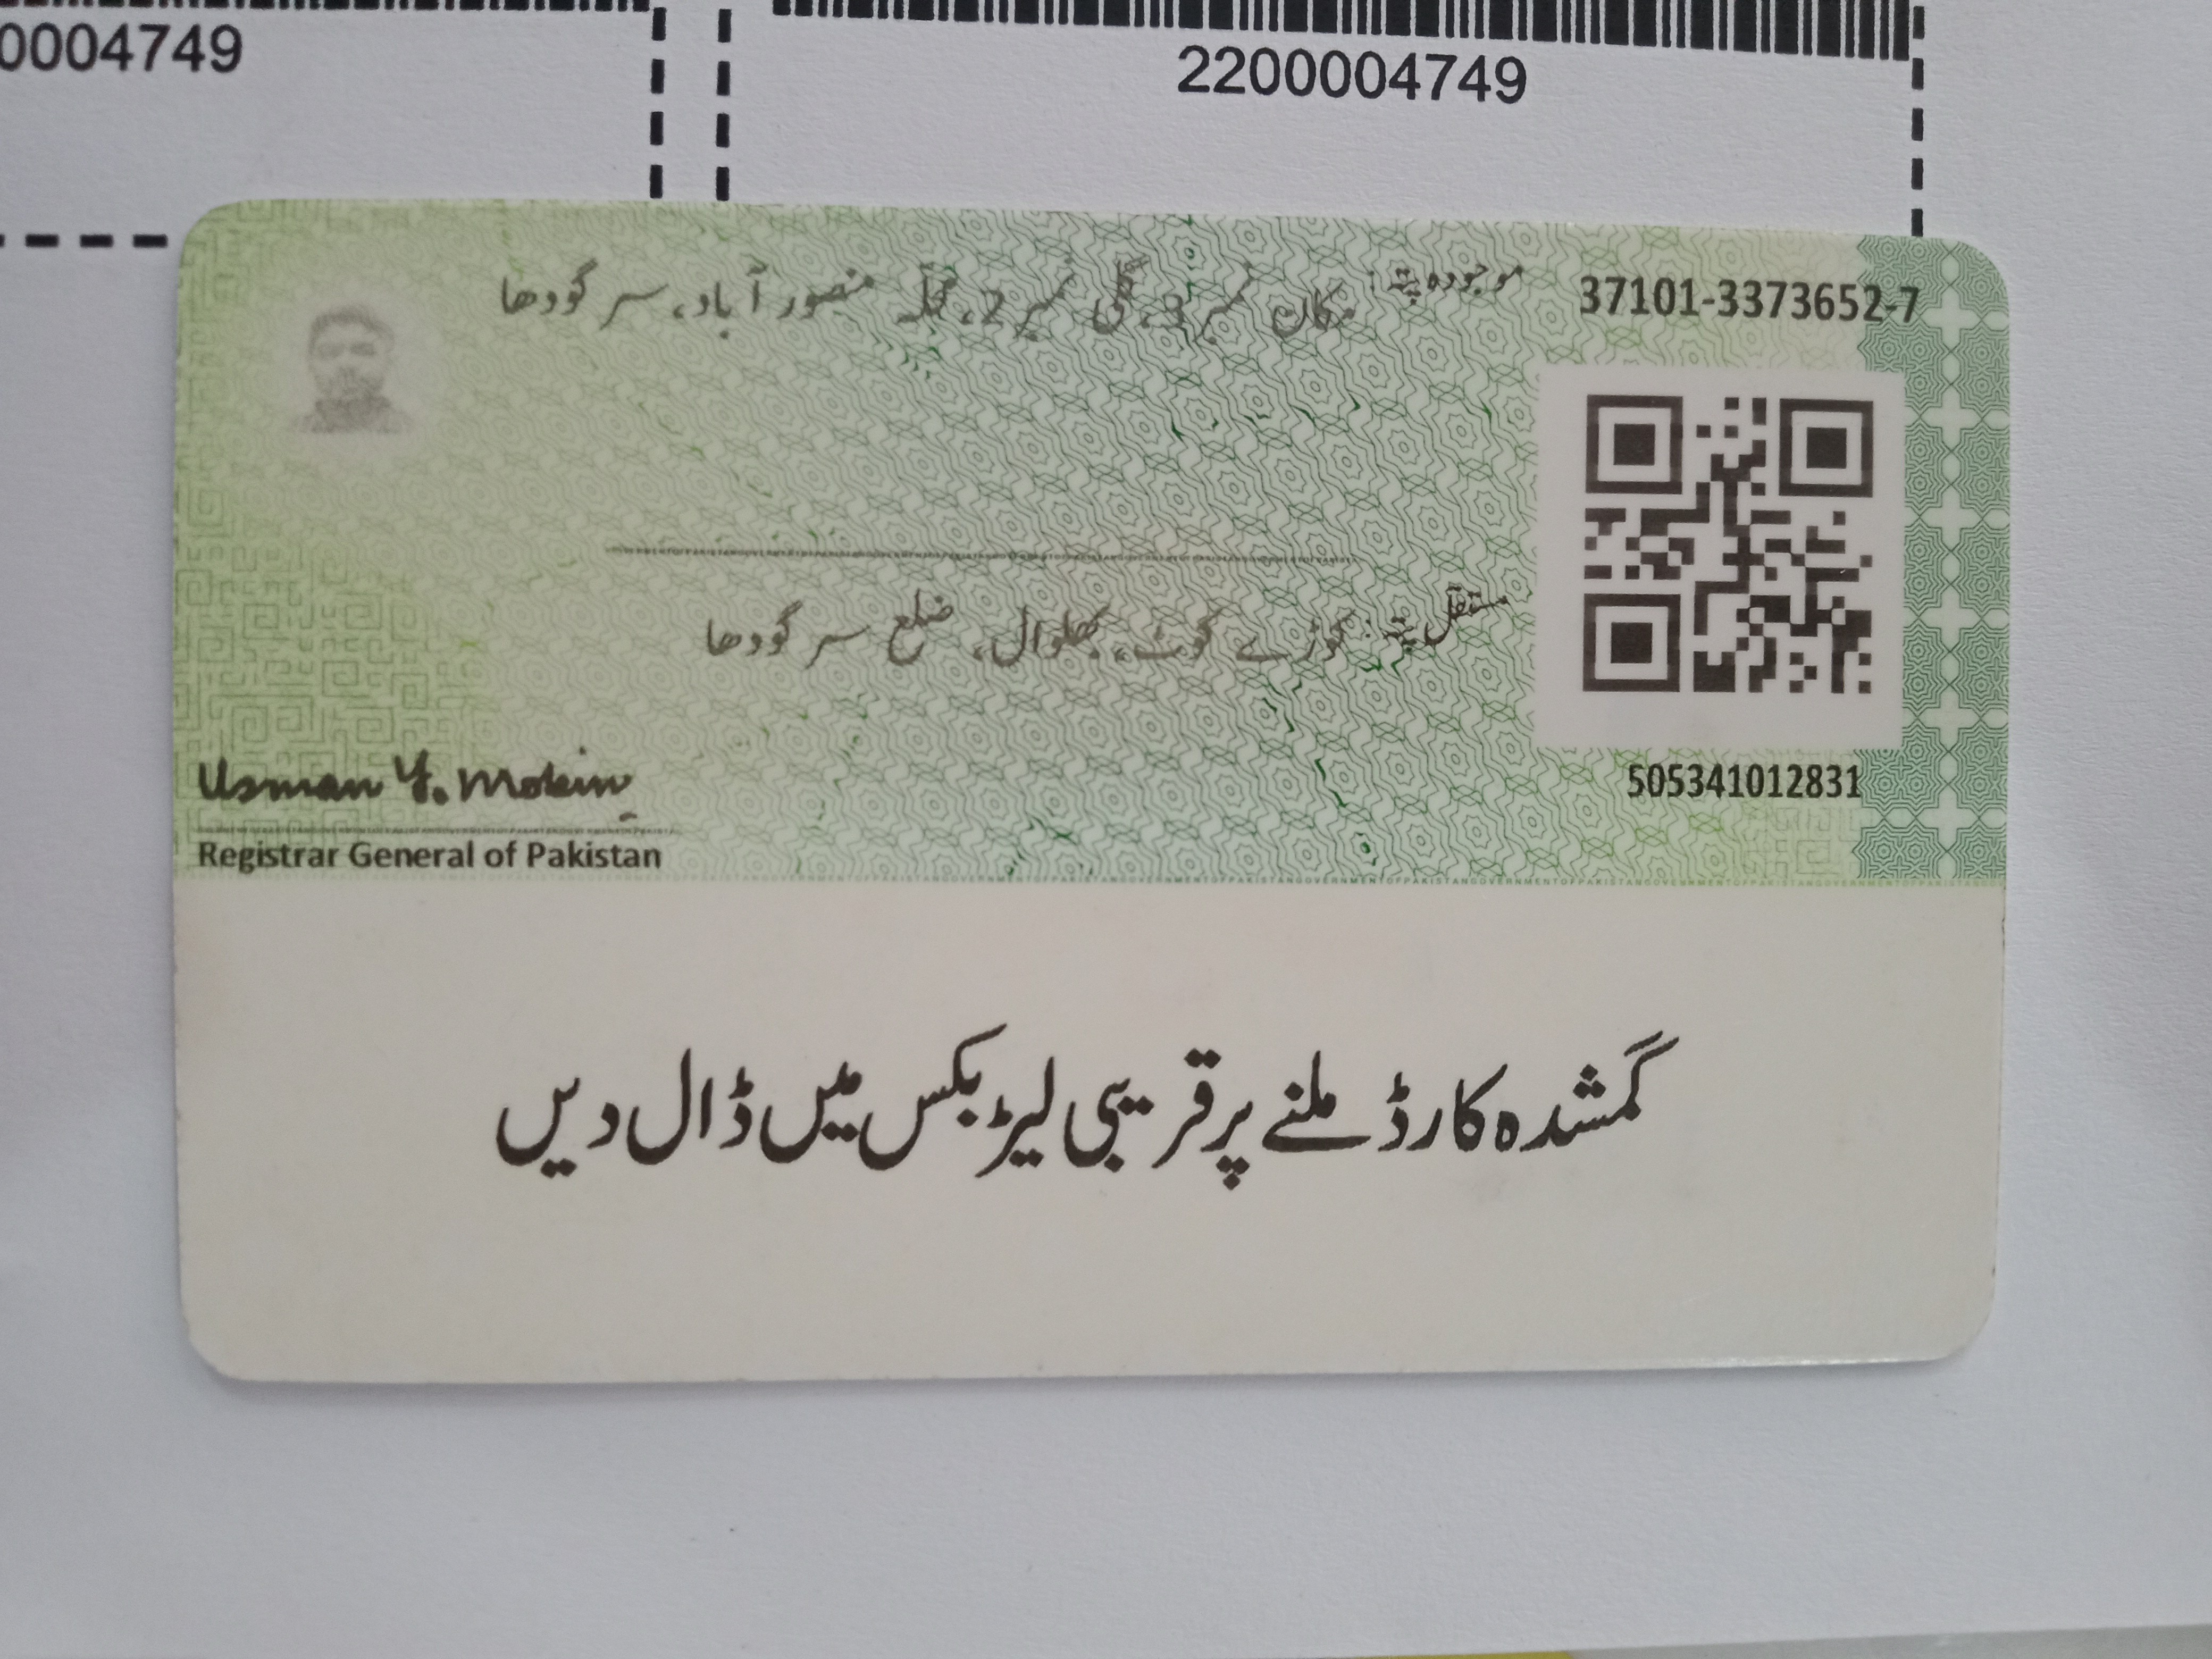 0004749
2200004749
موجودہ پتہ: مکان نمبر 3، گلی نمبر 2، محلہ منصور آباد، سرگودھا
37101-3373652-7
مستقل پتہ: کوڑے کوٹ، بھلوال، ضلع سرگودھا
505341012831
Usman Y. Mobin
Registrar General of Pakistan
گمشدہ کارڈ ملنے پر قریبی لیٹر بکس میں ڈال دیں